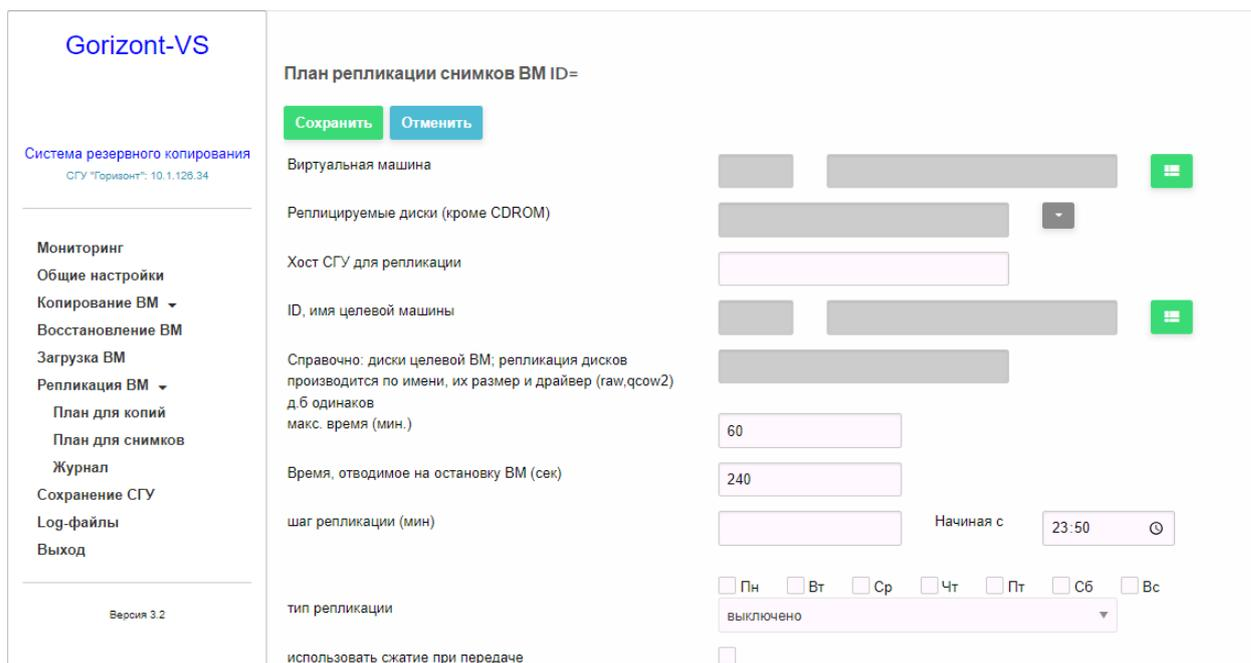 Gorizont-VS
Система резервного копирования
СГУ "Горизонт": 10.1.126.34
Мониторинг
Общие настройки
Копирование ВМ
Восстановление ВМ
Загрузка ВМ
Репликация ВМ
План для копий
План для снимков
Журнал
Сохранение СГУ
Log-файлы
Выход
Версия 3.2
План репликации снимков ВМ ID=
Сохранить Отменить
Виртуальная машина
Реплицируемые диски (кроме CDROM)
Хост СГУ для репликации
ID, имя целевой машины
Справочно: диски целевой ВМ; репликация дисков
производится по имени, их размер и драйвер (raw,qcow2)
д.б одинаков
макс. время (мин.) 60
Время, отводимое на остановку ВМ (сек) 240
шаг репликации (мин) Начиная с 23:50
Пн Вт Ср Чт Пт Сб Вс
тип репликации выключено
использовать сжатие при передаче